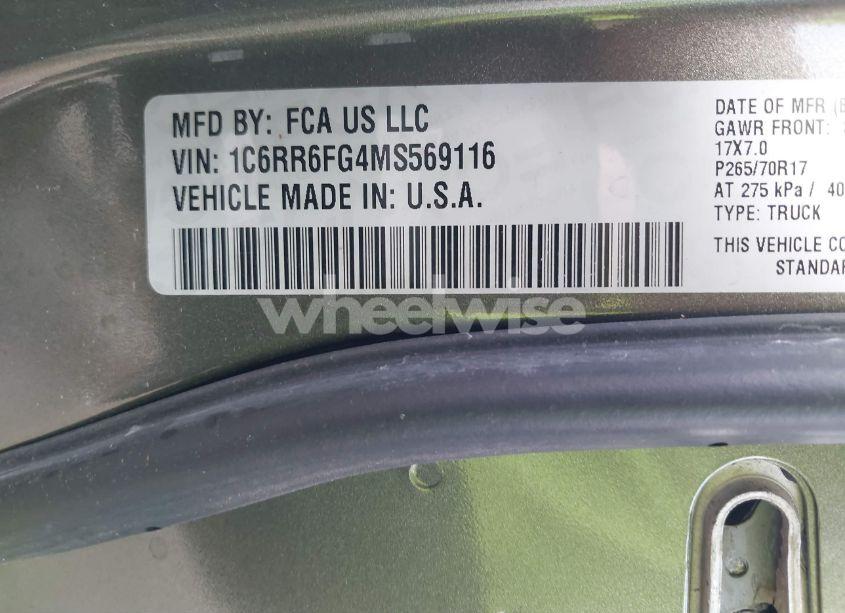 MFD BY: FCA US LLC
VIN: 1C6RR6FG4MS569116
VEHICLE MADE IN: U.S.A.
DATE OF MFR
GAWR FRONT:
17X7.0
P265/70R17
AT 275 kPa / 40
TYPE: TRUCK
THIS VEHICLE CO
STANDAR
wheelwise